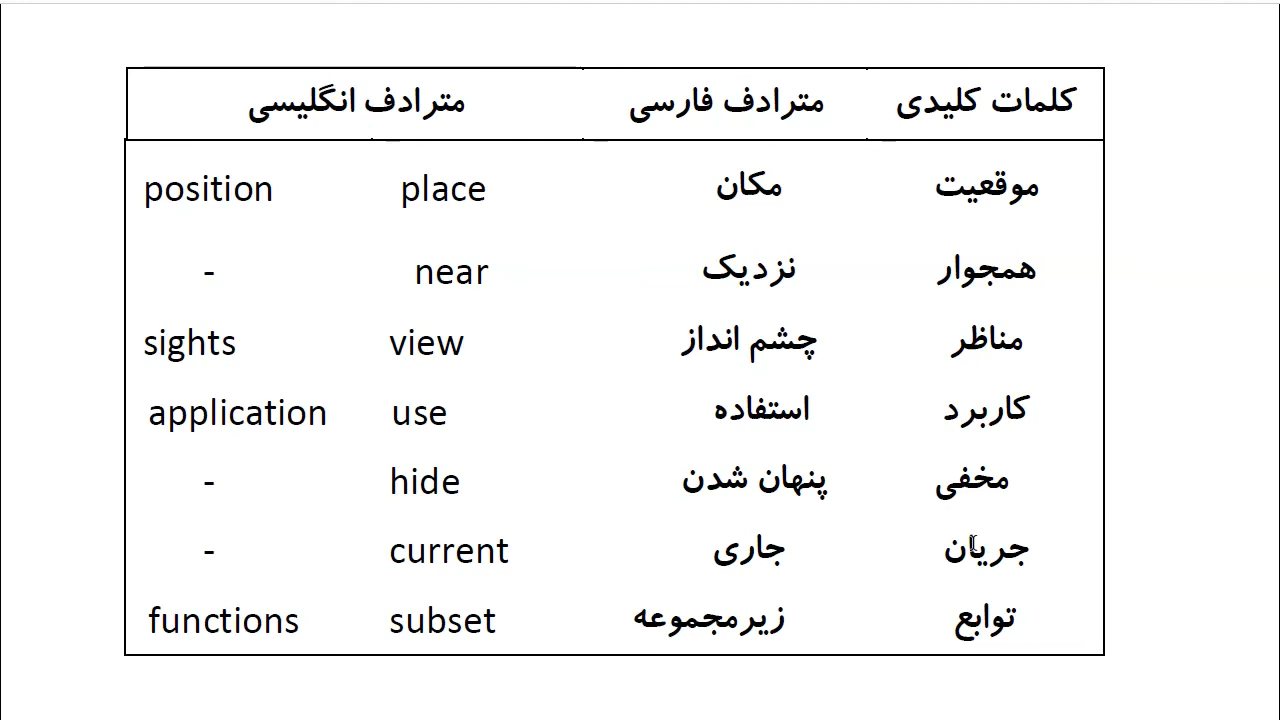 کلمات کلیدی مترادف فارسی مترادف انگلیسی
موقعیت مکان place position
همجوار نزدیک near -
مناظر چشم انداز view sights
کاربرد استفاده use application
مخفی پنهان شدن hide -
جریان جاری current -
توابع زیرمجموعه subset functions